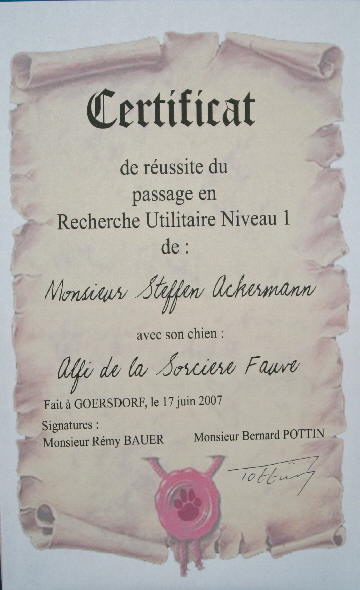 Certificat
de réussite du
passage en
Recherche Utilitaire Niveau 1
de :
Monsieur Steffen Ackermann
avec son chien :
Alfi de la Sorciere Fauve
Fait à GOERSDORF, le 17 juin 2007
Signatures :
Monsieur Rémy BAUER Monsieur Bernard POTTIN